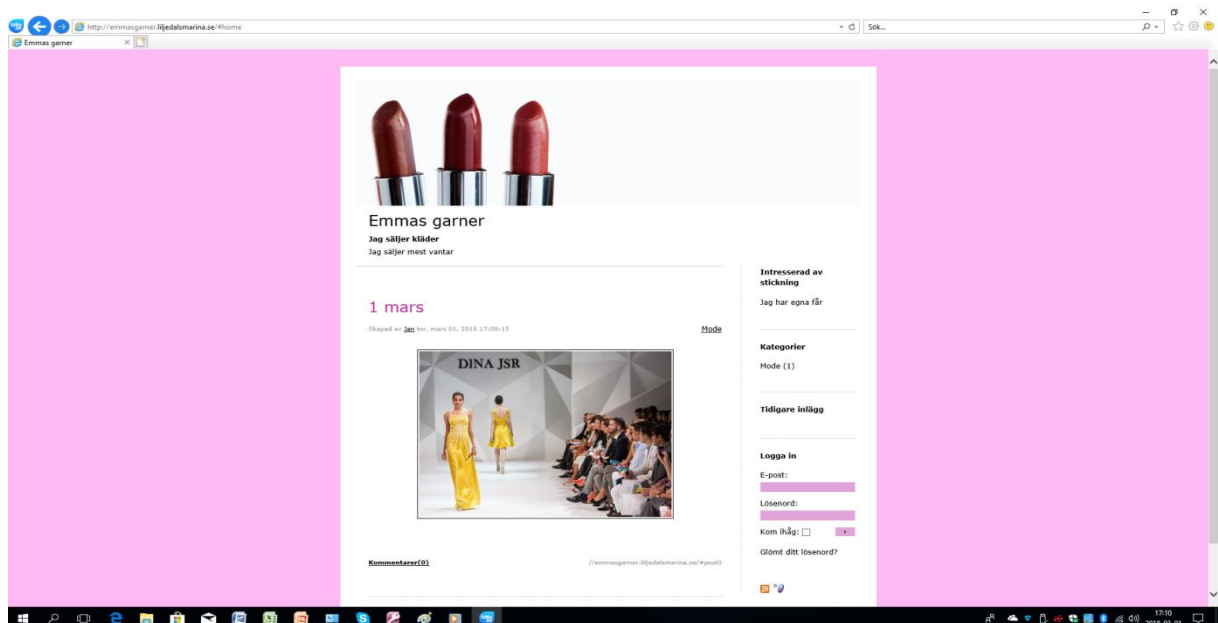 http://emmasgarner.liljedalsmarina.se/#home
Sök...
Emmas garner
Emmas garner
Jag säljer kläder
Jag säljer mest vantar
1 mars
Skapad av Jan tor, mars 01, 2018 17:08:15
Mode
DINA JSR
Kommentarer(0)
//emmasgarner.liljedalsmarina.se/#post0
Intresserad av
stickning
Jag har egna får
Kategorier
Mode (1)
Tidigare inlägg
Logga in
E-post:
Lösenord:
Kom ihåg:
Glömt ditt lösenord?
17:10
2018-03-01